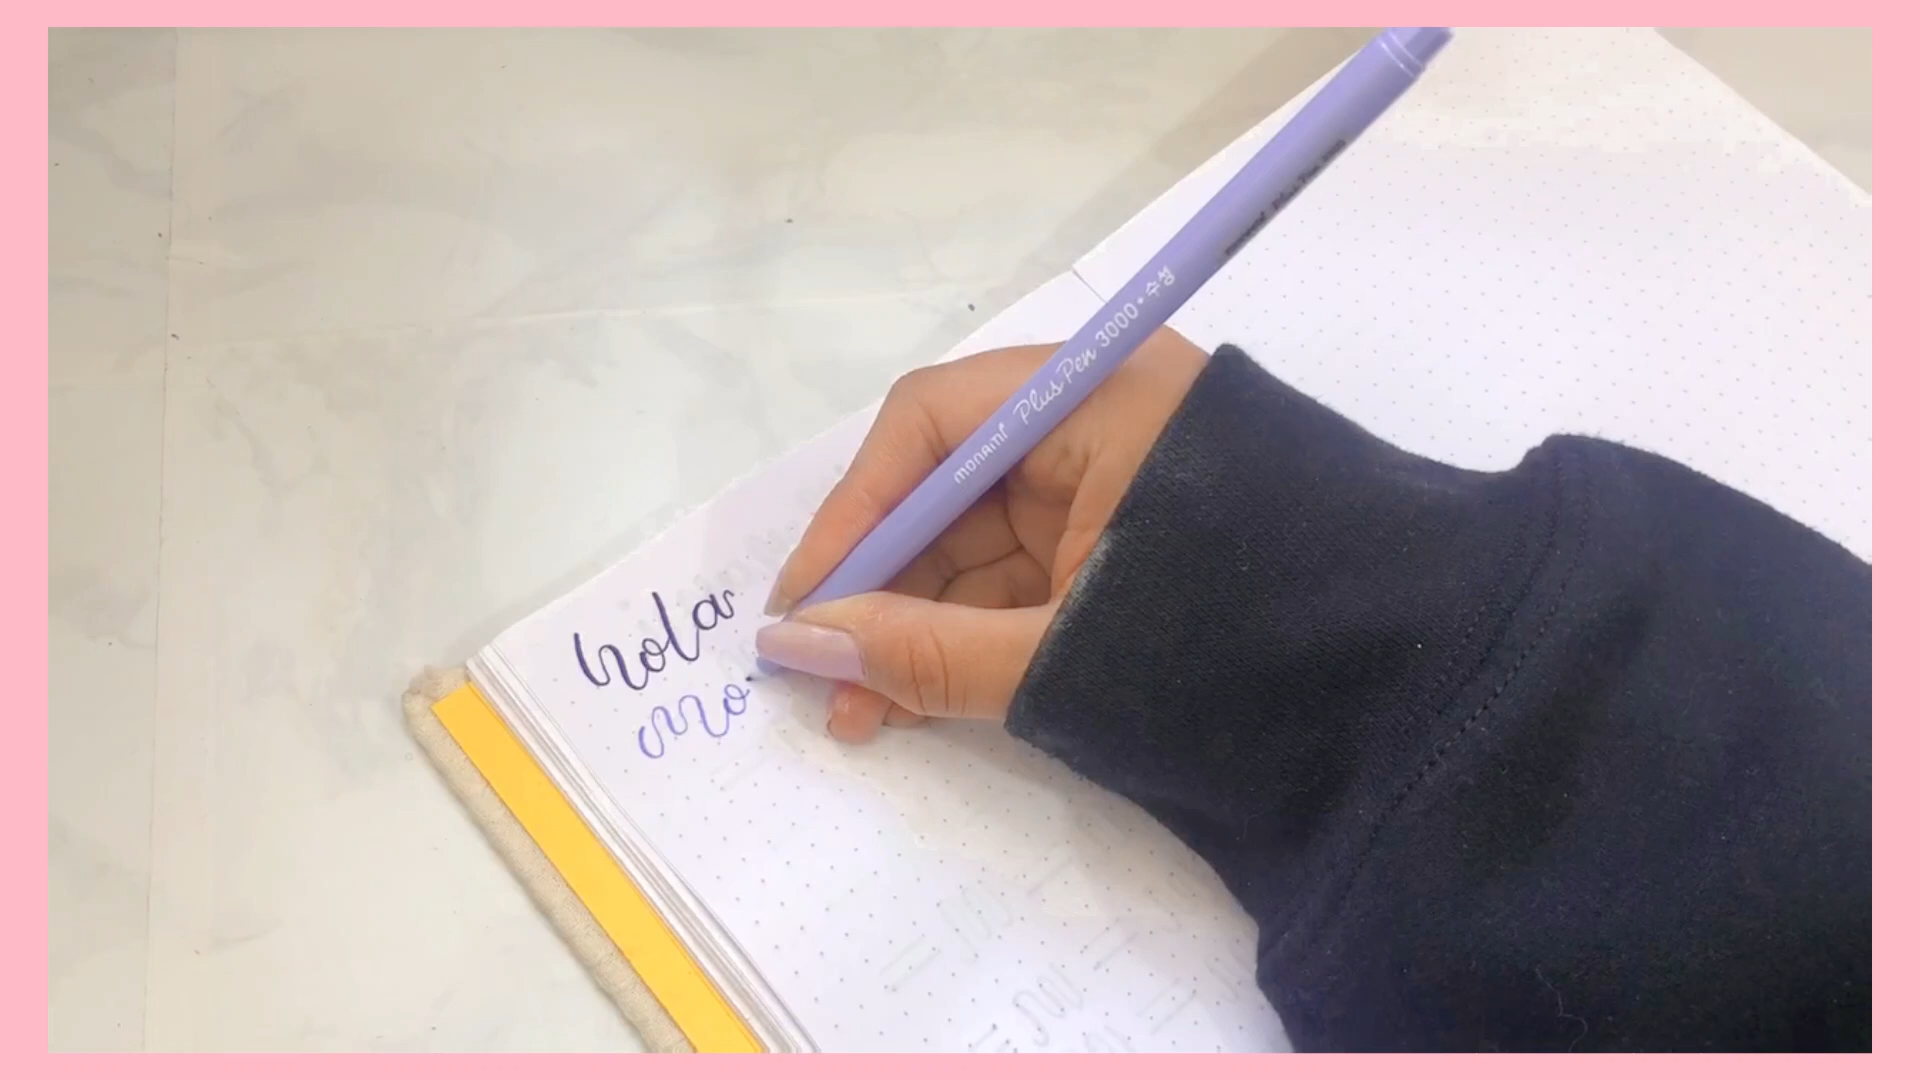 monami Plus Pen 3000 • 수성
hola
mo